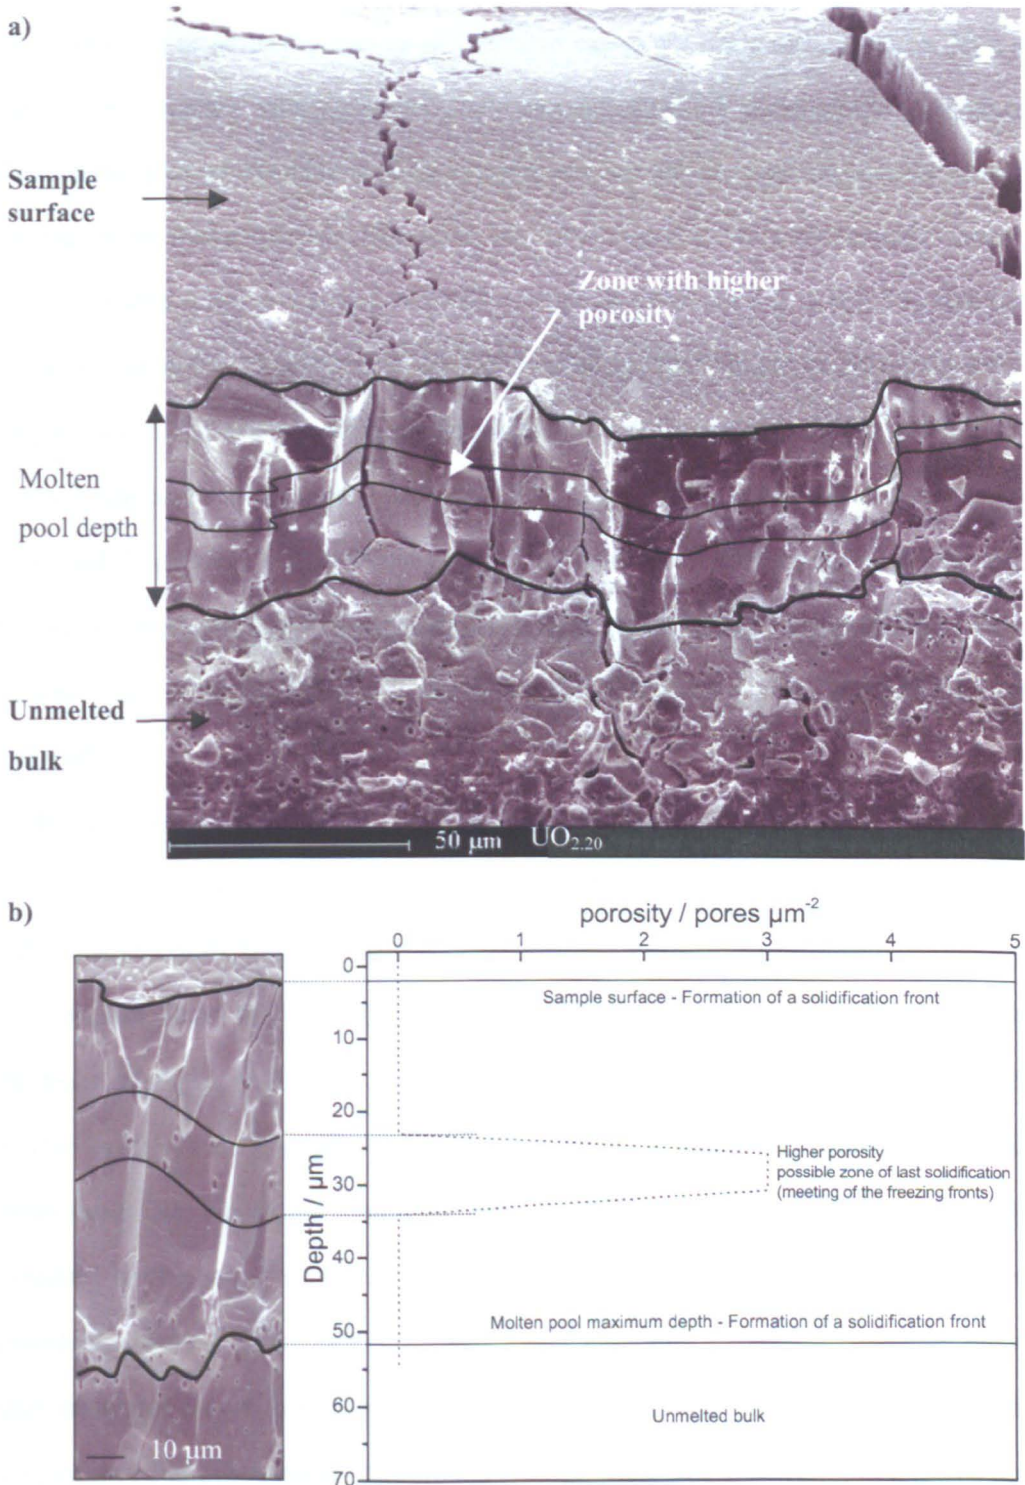 a)
Sample
surface
Zone with higher
porosity
Molten
pool depth
Unmelted
bulk
50 µm UO2.20
b)
porosity / pores µm-2
0 1 2 3 4 5
0
Sample surface - Formation of a solidification front
10
20
Higher porosity
possible zone of last solidification
(meeting of the freezing fronts)
30
Depth / µm
40
Molten pool maximum depth - Formation of a solidification front
50
60
Unmelted bulk
70
10 µm